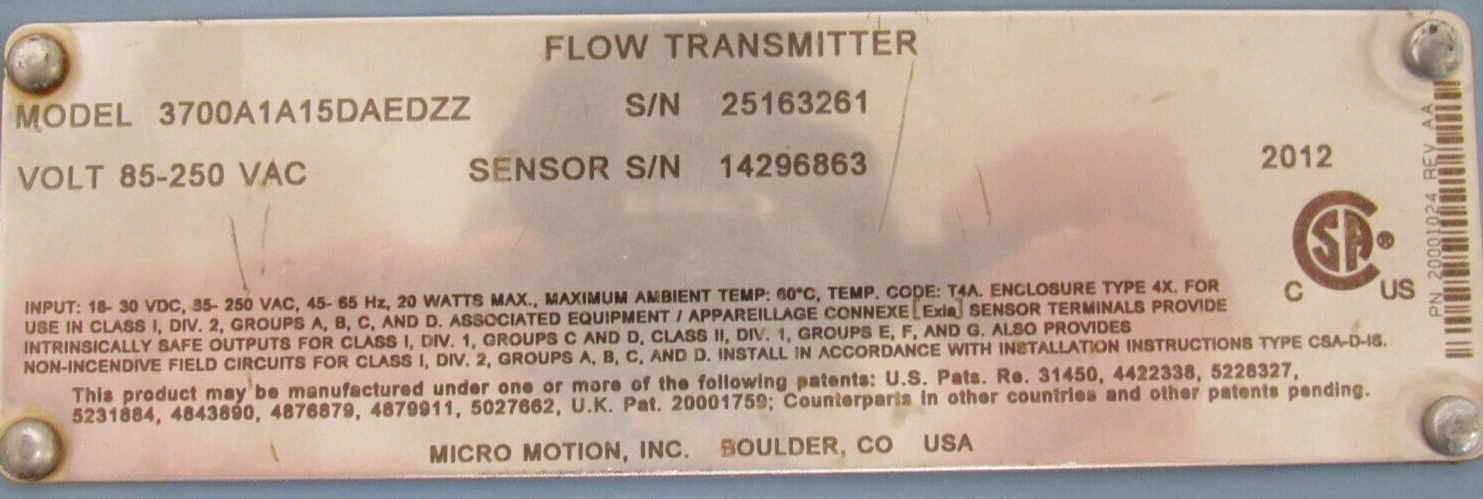 FLOW TRANSMITTER
MODEL 3700A1A15DAEDZZ S/N 25163261
VOLT 85-250 VAC SENSOR S/N 14296863
2012
CSA®
C US
PN 20001024 REV AA
INPUT: 18- 30 VDC, 85- 250 VAC, 45- 65 Hz, 20 WATTS MAX., MAXIMUM AMBIENT TEMP: 60°C, TEMP. CODE: T4A. ENCLOSURE TYPE 4X. FOR
USE IN CLASS I, DIV. 2, GROUPS A, B, C, AND D. ASSOCIATED EQUIPMENT / APPAREILLAGE CONNEXE [Exia] SENSOR TERMINALS PROVIDE
INTRINSICALLY SAFE OUTPUTS FOR CLASS I, DIV. 1, GROUPS C AND D, CLASS II, DIV. 1, GROUPS E, F, AND G. ALSO PROVIDES
NON-INCENDIVE FIELD CIRCUITS FOR CLASS I, DIV. 2, GROUPS A, B, C, AND D. INSTALL IN ACCORDANCE WITH INSTALLATION INSTRUCTIONS TYPE CSA-D-IS.
This product may be manufactured under one or more of the following patents: U.S. Pats. Re. 31450, 4422338, 5228327,
5231884, 4843890, 4876879, 4879911, 5027662, U.K. Pat. 20001759; Counterparts in other countries and other patents pending.
MICRO MOTION, INC. BOULDER, CO USA